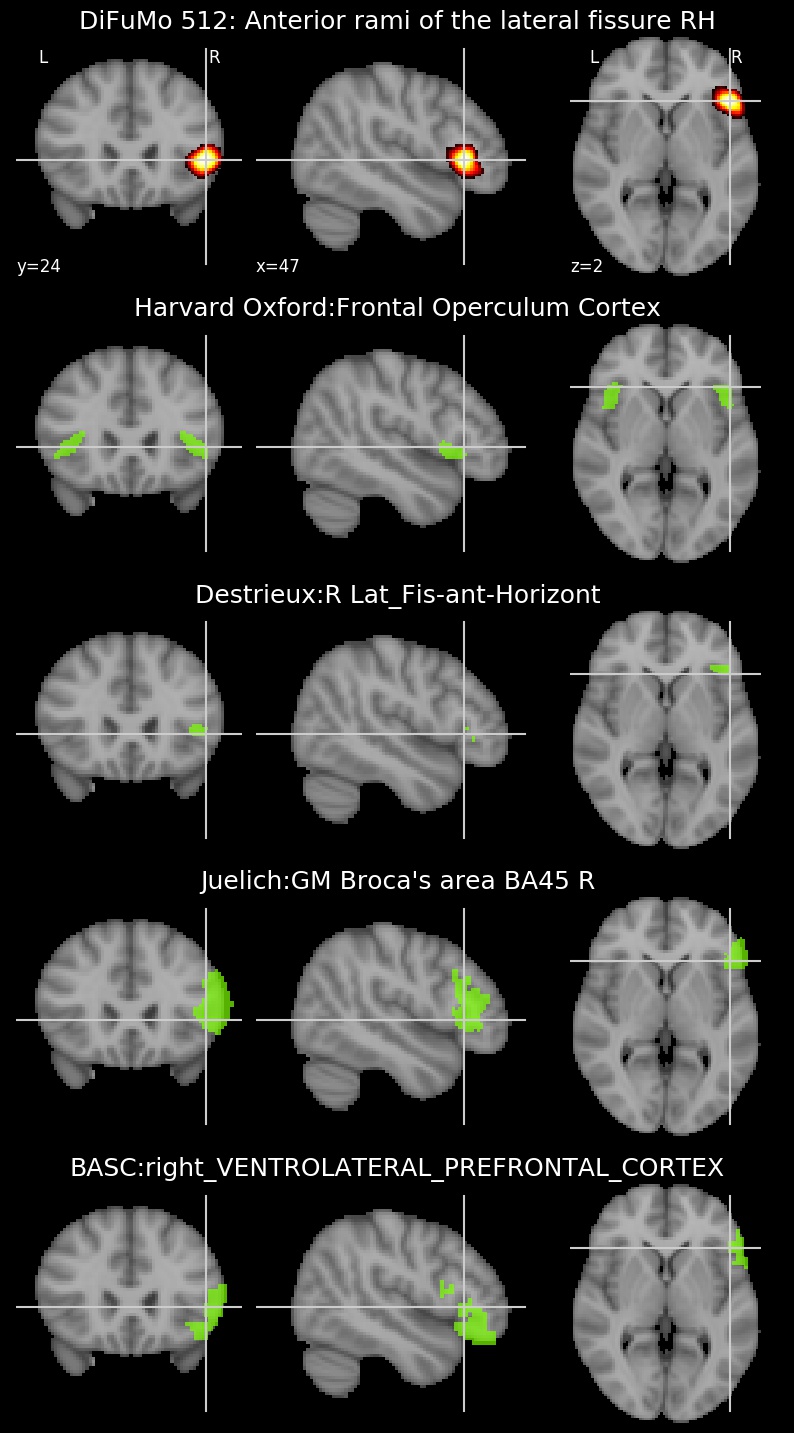 DiFuMo 512: Anterior rami of the lateral fissure RH
L R L R
y=24 x=47 z=2
Harvard Oxford:Frontal Operculum Cortex
Destrieux:R Lat_Fis-ant-Horizont
Juelich:GM Broca's area BA45 R
BASC:right_VENTROLATERAL_PREFRONTAL_CORTEX